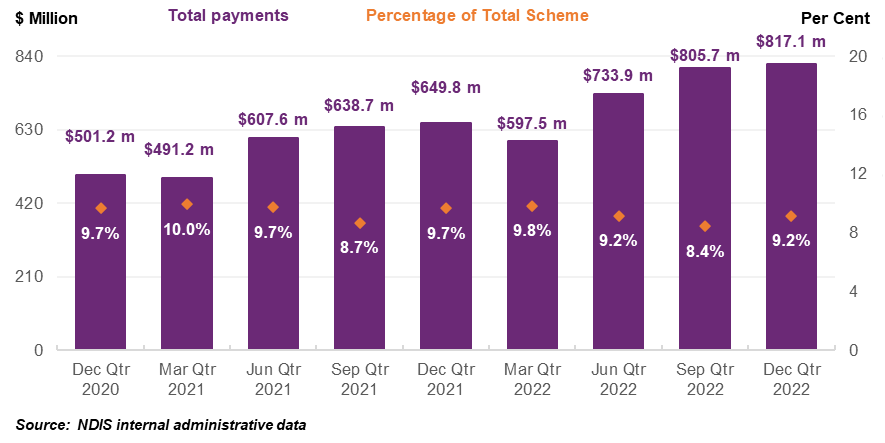 $ Million
Total payments
Percentage of Total Scheme
Per Cent
840
630
420
210
0
$501.2 m
$491.2 m
$607.6 m
$638.7 m
$649.8 m
$597.5 m
$733.9 m
$805.7 m
$817.1 m
9.7%
10.0%
9.7%
8.7%
9.7%
9.8%
9.2%
8.4%
9.2%
20
16
12
8
4
0
Dec Qtr
2020
Mar Qtr
2021
Jun Qtr
2021
Sep Qtr
2021
Dec Qtr
2021
Mar Qtr
2022
Jun Qtr
2022
Sep Qtr
2022
Dec Qtr
2022
Source:  NDIS internal administrative data